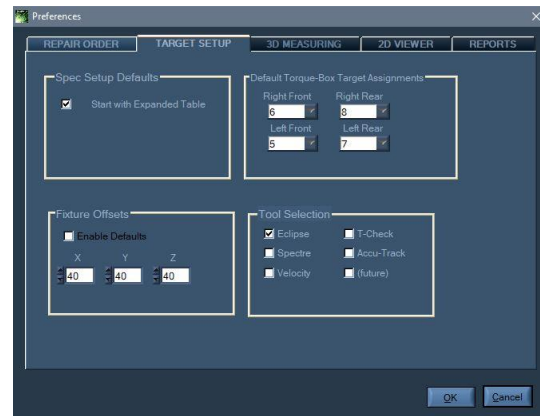 Preferences
REPAIR ORDER TARGET SETUP 3D MEASURING 2D VIEWER REPORTS
Spec Setup Defaults
Start with Expanded Table
Default Torque-Box Target Assignments
Right Front Right Rear
6 8
Left Front Left Rear
5 7
Fixture Offsets
Enable Defaults
X Y Z
40 40 40
Tool Selection
Eclipse T-Check
Spectre Accu-Track
Velocity (future)
OK Cancel